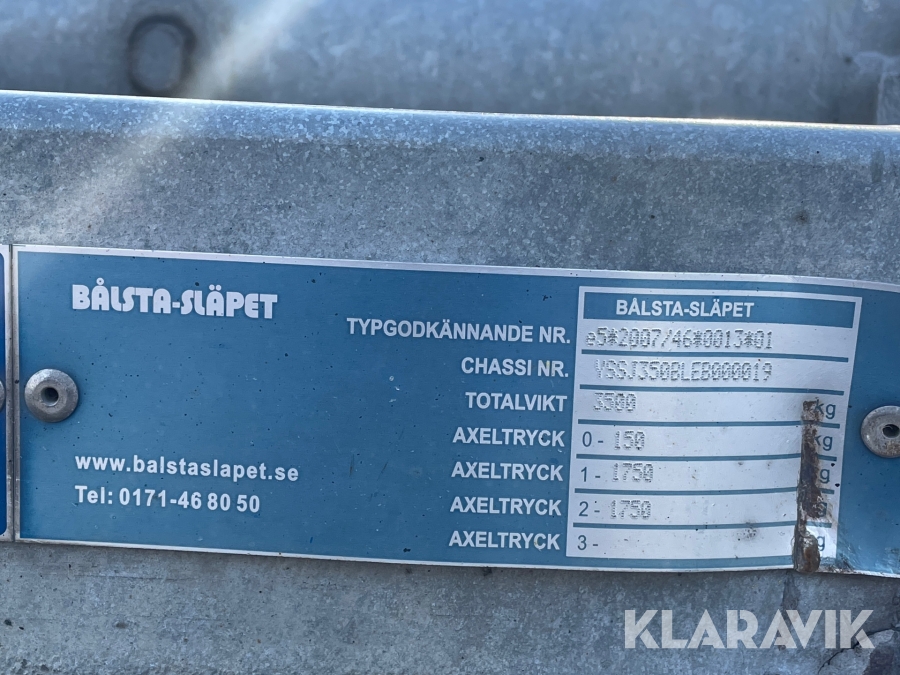 BÅLSTA-SLÄPET
BÅLSTA-SLÄPET
TYPGODKÄNNANDE NR. e5*2007/46*0013*01
CHASSI NR. VSSJ350BLEB000019
TOTALVIKT 3500 kg
AXELTRYCK 0- 150 kg
AXELTRYCK 1- 1750 g
AXELTRYCK 2- 1750
AXELTRYCK 3- g
www.balstaslapet.se
Tel: 0171-46 80 50
KLARAVIK